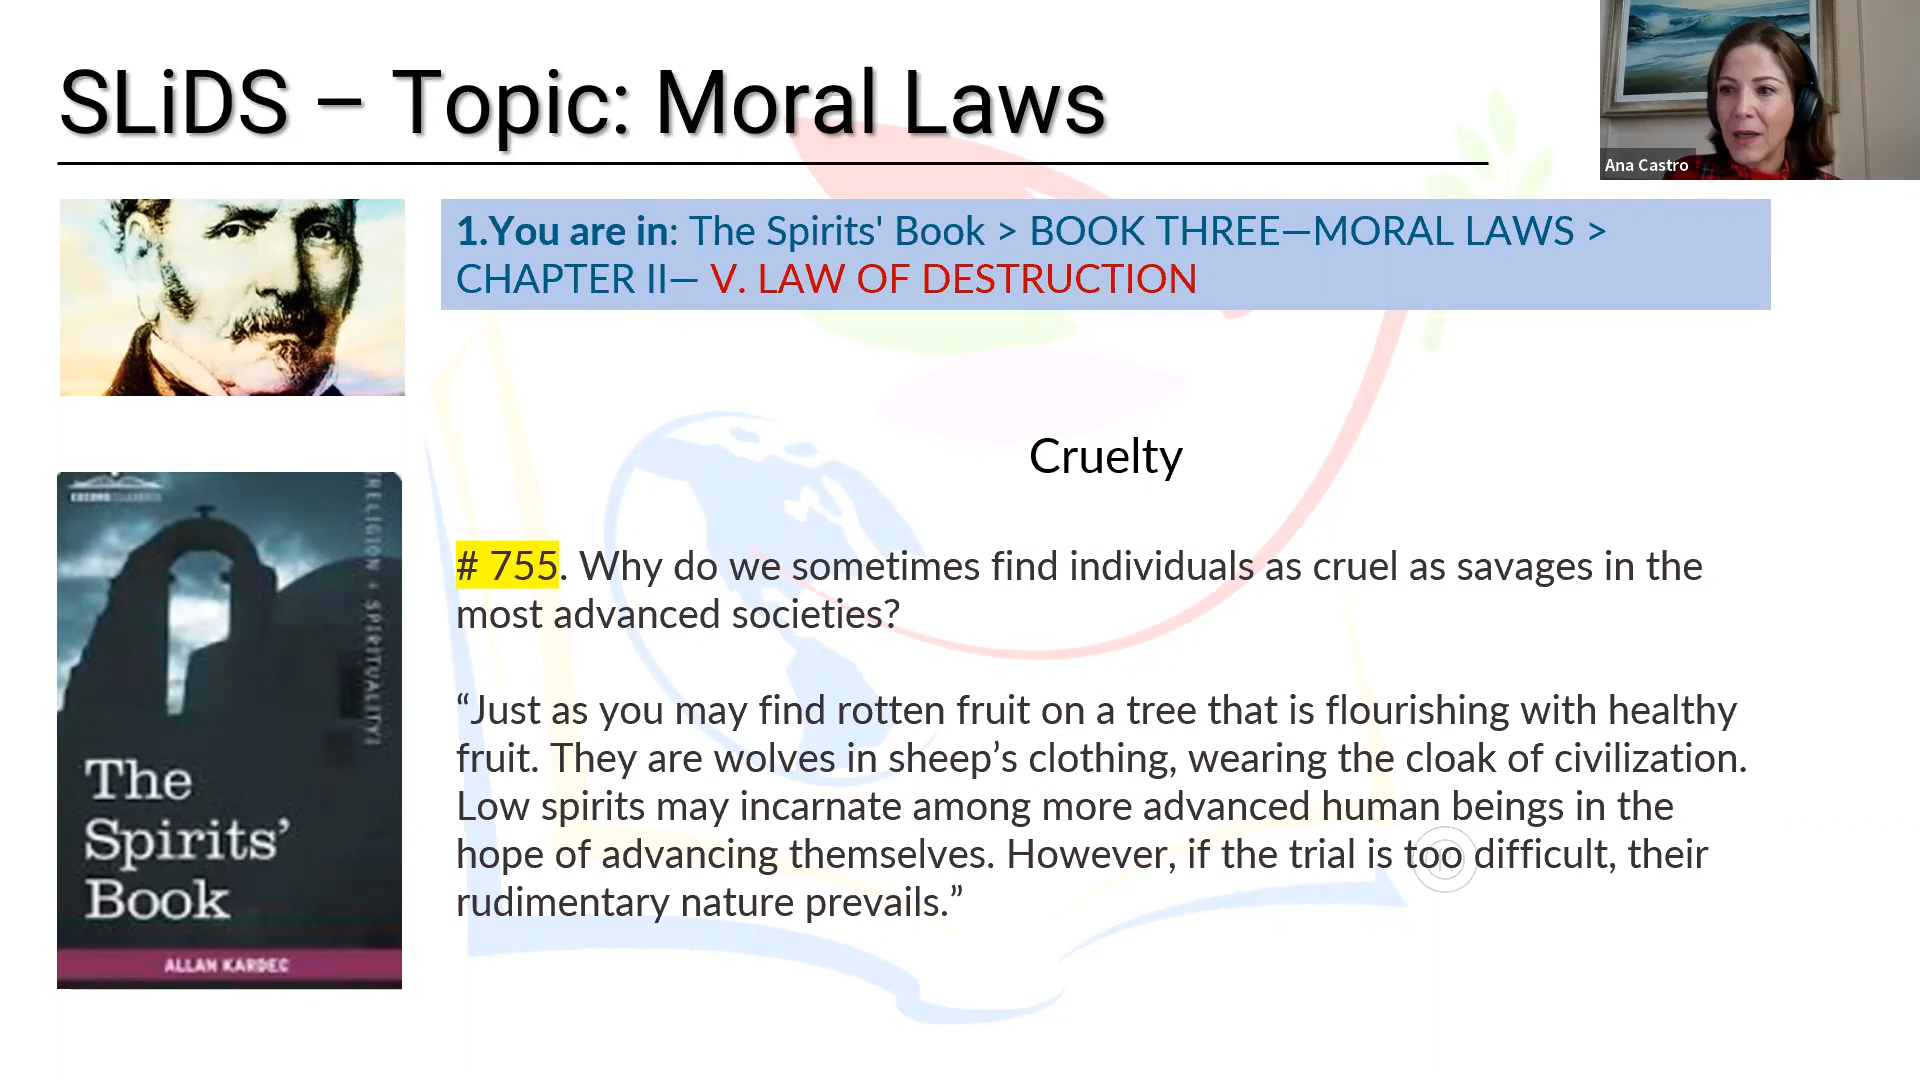 SLiDS – Topic: Moral Laws
Ana Castro
1.You are in: The Spirits' Book > BOOK THREE—MORAL LAWS >
CHAPTER II— V. LAW OF DESTRUCTION
Cruelty
# 755. Why do we sometimes find individuals as cruel as savages in the
most advanced societies?
“Just as you may find rotten fruit on a tree that is flourishing with healthy
fruit. They are wolves in sheep’s clothing, wearing the cloak of civilization.
Low spirits may incarnate among more advanced human beings in the
hope of advancing themselves. However, if the trial is too difficult, their
rudimentary nature prevails.”
RELIGION + SPIRITUALITY
The
Spirits’
Book
ALLAN KARDEC